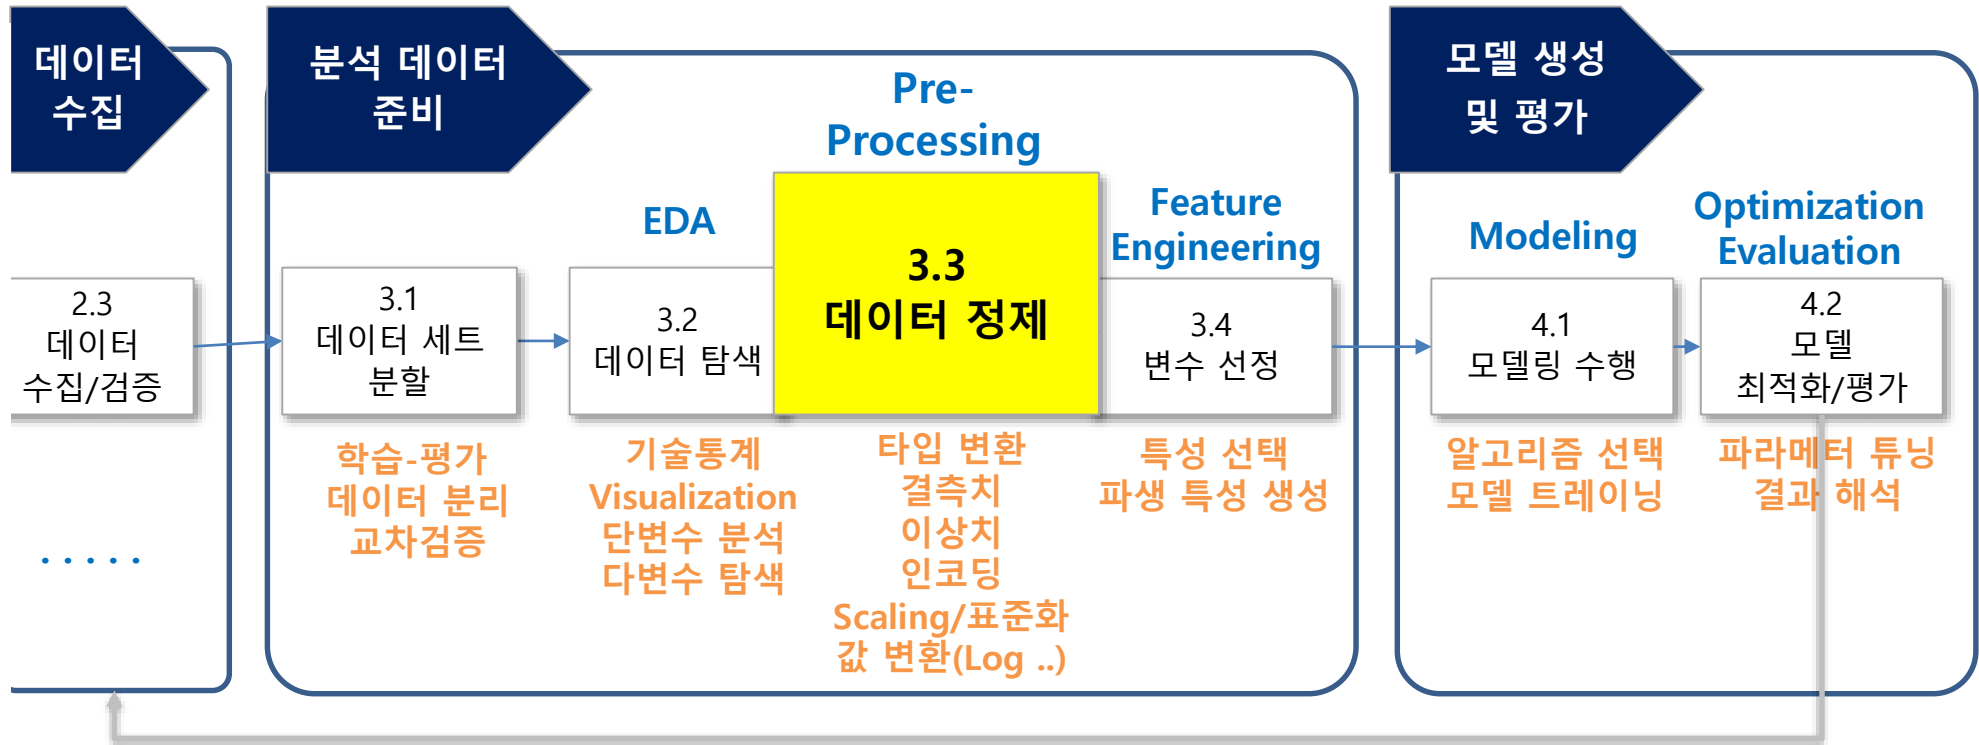 데이터
수집
2.3
데이터
수집/검증
. . . . .
분석 데이터
준비
3.1
데이터 세트
분할
학습-평가
데이터 분리
교차검증
EDA
3.2
데이터 탐색
기술통계
Visualization
단변수 분석
다변수 탐색
Pre-
Processing
3.3
데이터 정제
타입 변환
결측치
이상치
인코딩
Scaling/표준화
값 변환(Log ..)
Feature
Engineering
3.4
변수 선정
특성 선택
파생 특성 생성
모델 생성
및 평가
Modeling
4.1
모델링 수행
알고리즘 선택
모델 트레이닝
Optimization
Evaluation
4.2
모델
최적화/평가
파라메터 튜닝
결과 해석